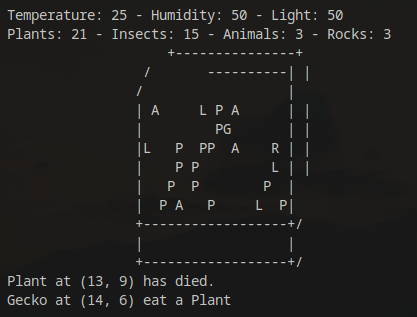 Temperature: 25 - Humidity: 50 - Light: 50
Plants: 21 - Insects: 15 - Animals: 3 - Rocks: 3
                    +---------------+
                 /       ----------| |
                /                  |
                | A     L P A      | |
                |         PG       | |
                |L   P  PP  A    R | |
                |    P P         L | |
                |   P  P        P  |
                |  P A   P     L  P|
                +------------------+/
                |                  |
                +------------------+/
Plant at (13, 9) has died.
Gecko at (14, 6) eat a Plant